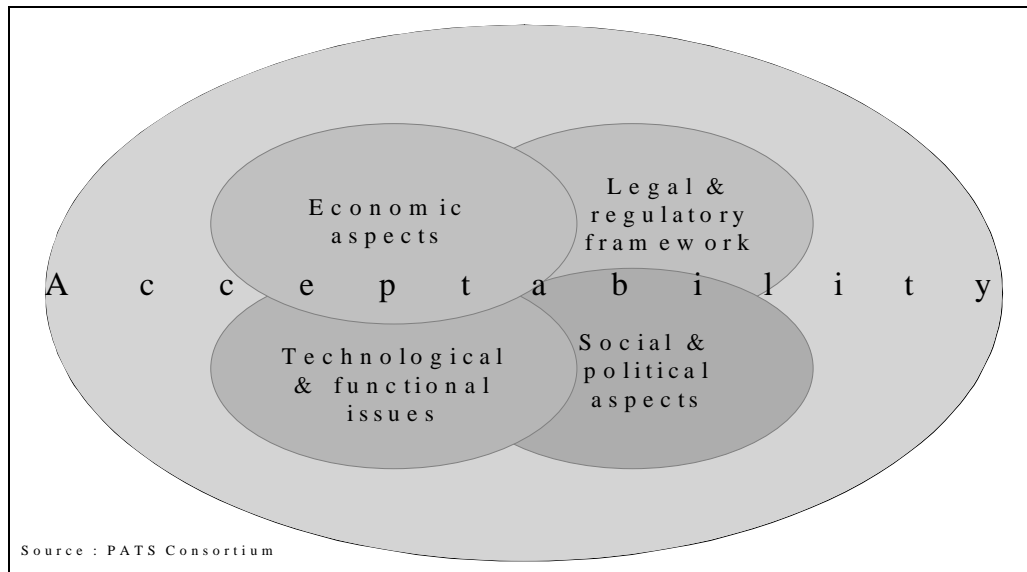 Economic
aspects
Legal &
regulatory
framework
Acceptability
Technological
& functional
issues
Social &
political
aspects
Source : PATS Consortium